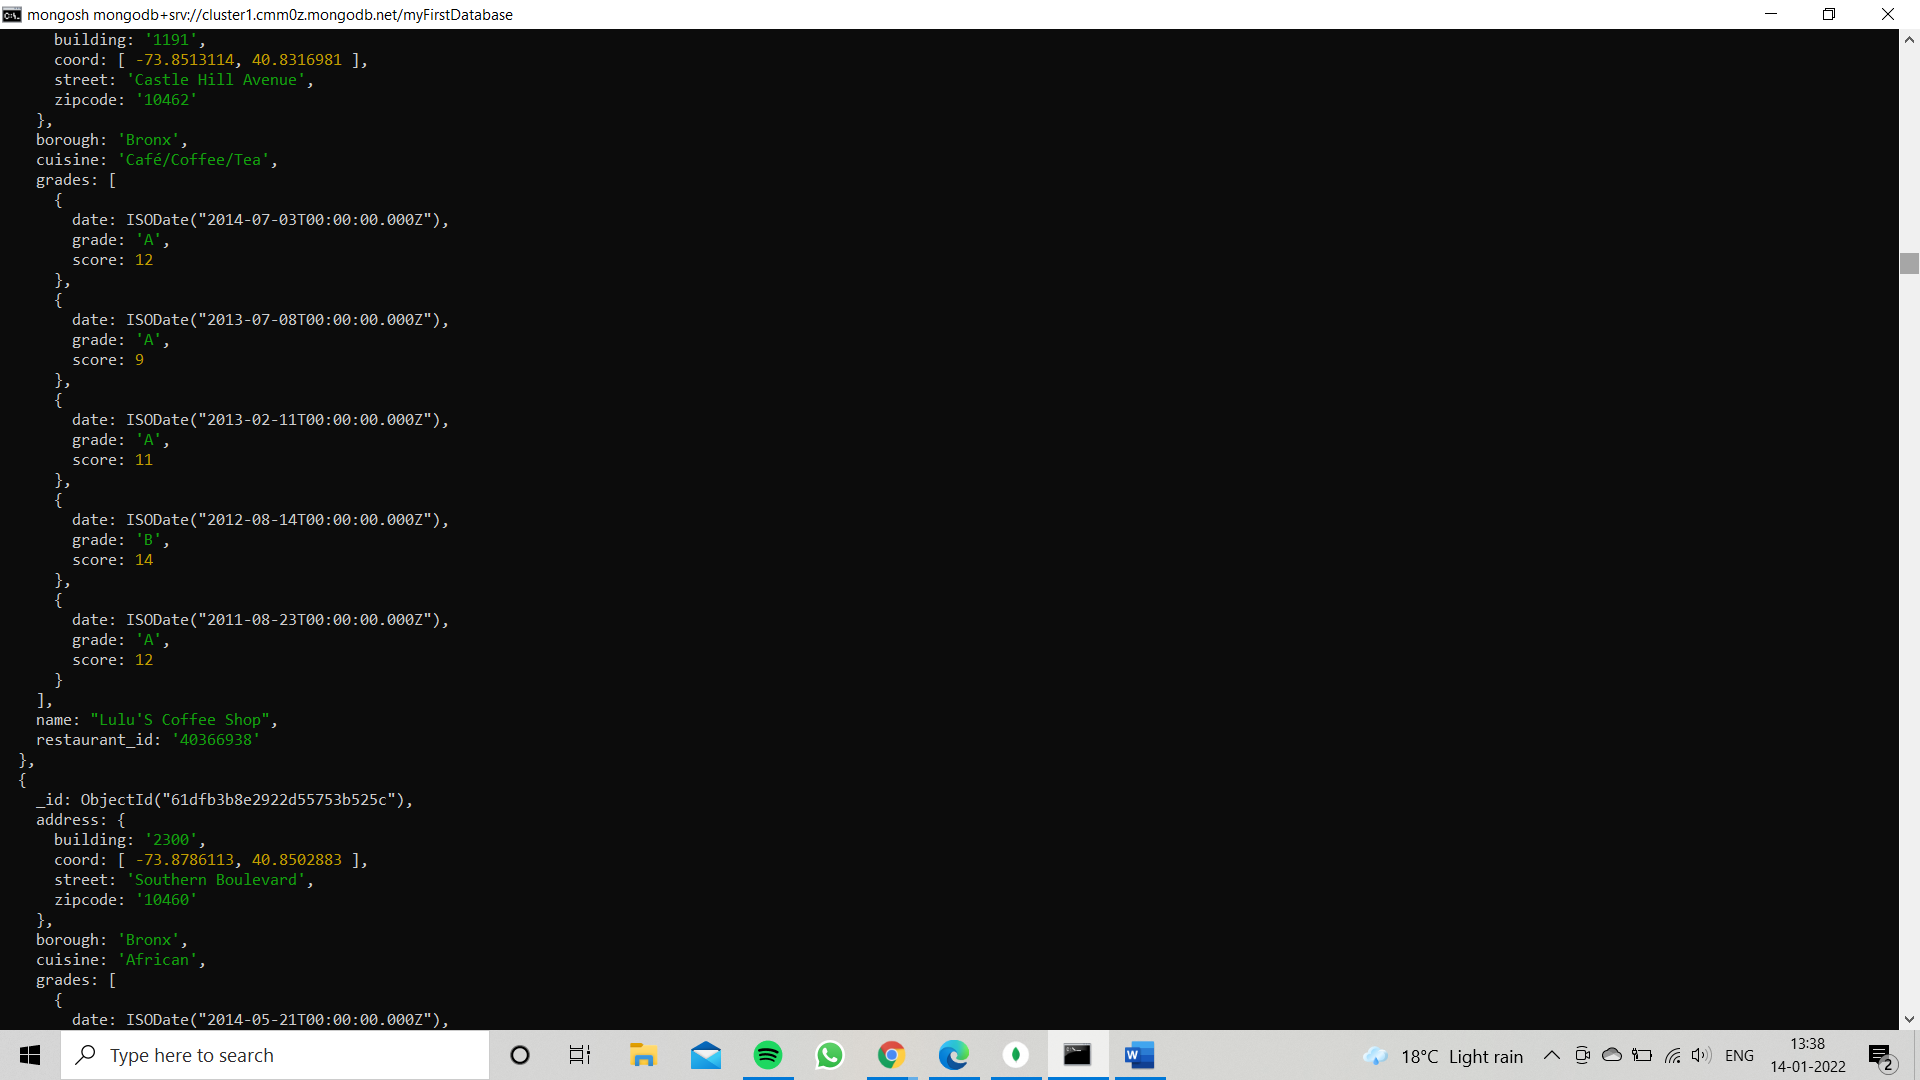 mongosh mongodb+srv://cluster1.cmm0z.mongodb.net/myFirstDatabase
building: '1191',
coord: [ -73.8513114, 40.8316981 ],
street: 'Castle Hill Avenue',
zipcode: '10462'
},
borough: 'Bronx',
cuisine: 'Café/Coffee/Tea',
grades: [
{
date: ISODate("2014-07-03T00:00:00.000Z"),
grade: 'A',
score: 12
},
{
date: ISODate("2013-07-08T00:00:00.000Z"),
grade: 'A',
score: 9
},
{
date: ISODate("2013-02-11T00:00:00.000Z"),
grade: 'A',
score: 11
},
{
date: ISODate("2012-08-14T00:00:00.000Z"),
grade: 'B',
score: 14
},
{
date: ISODate("2011-08-23T00:00:00.000Z"),
grade: 'A',
score: 12
}
],
name: "Lulu'S Coffee Shop",
restaurant_id: '40366938'
},
{
_id: ObjectId("61dfb3b8e2922d55753b525c"),
address: {
building: '2300',
coord: [ -73.8786113, 40.8502883 ],
street: 'Southern Boulevard',
zipcode: '10460'
},
borough: 'Bronx',
cuisine: 'African',
grades: [
{
date: ISODate("2014-05-21T00:00:00.000Z"),
Type here to search
18°C Light rain
ENG
13:38
14-01-2022
2